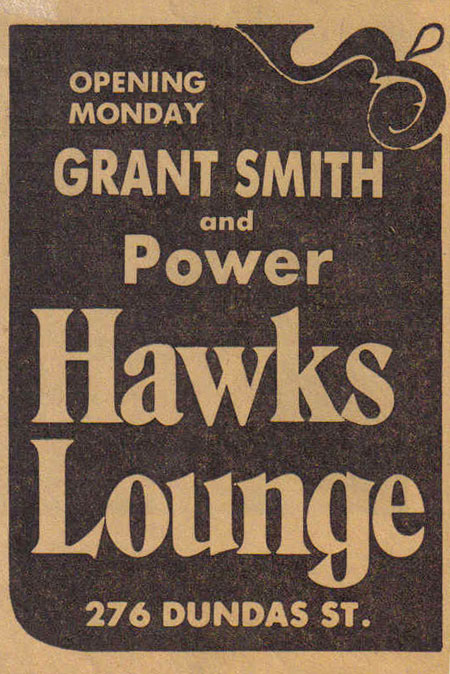 OPENING
MONDAY
GRANT SMITH
and
Power
Hawks
Lounge
276 DUNDAS ST.